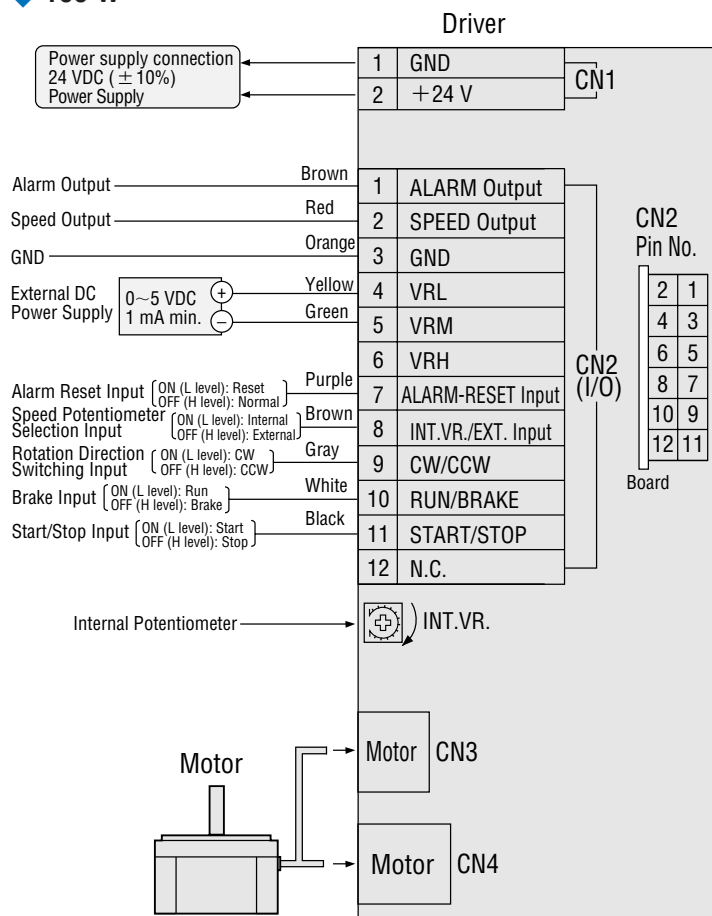 Driver
Power supply connection
24 VDC (±10%)
Power Supply
1 GND
2 +24 V
CN1
Alarm Output
Brown
1 ALARM Output
Speed Output
Red
2 SPEED Output
GND
Orange
3 GND
External DC
Power Supply
0~5 VDC
1 mA min.
+
−
Yellow
4 VRL
Green
5 VRM
6 VRH
Alarm Reset Input
ON (L level): Reset
OFF (H level): Normal
Purple
7 ALARM-RESET Input
Speed Potentiometer
Selection Input
ON (L level): Internal
OFF (H level): External
Brown
8 INT.VR./EXT. Input
Rotation Direction
Switching Input
ON (L level): CW
OFF (H level): CCW
Gray
9 CW/CCW
Brake Input
ON (L level): Run
OFF (H level): Brake
White
10 RUN/BRAKE
Start/Stop Input
ON (L level): Start
OFF (H level): Stop
Black
11 START/STOP
12 N.C.
CN2
(I/O)
CN2
Pin No.
2 1
4 3
6 5
8 7
10 9
12 11
Board
Internal Potentiometer
INT.VR.
Motor
Motor CN3
Motor CN4